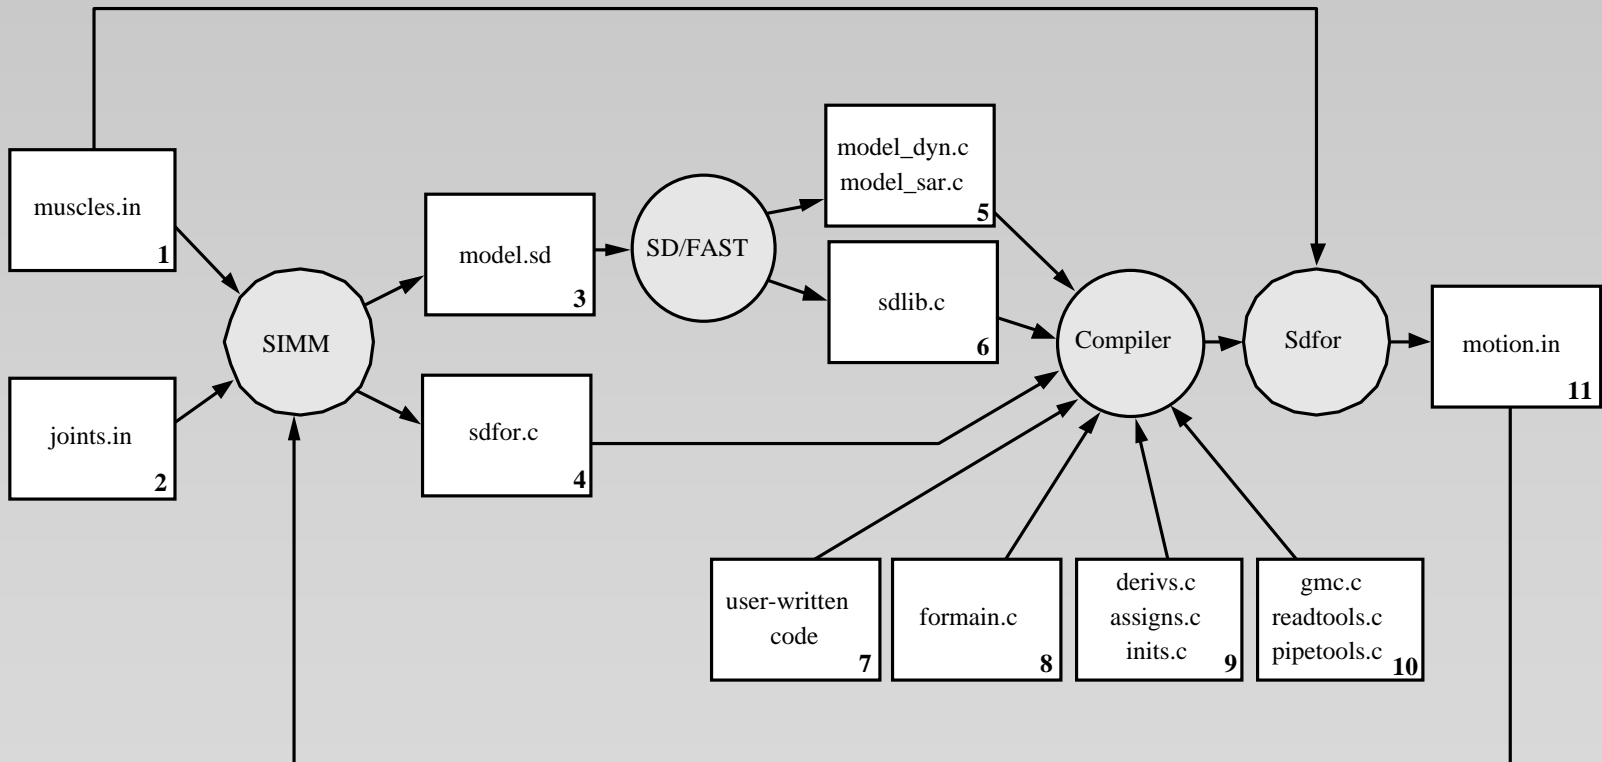 muscles.in
1
joints.in
2
SIMM
model.sd
3
sdfor.c
4
SD/FAST
model_dyn.c
model_sar.c
5
sdlib.c
6
Compiler
Sdfor
motion.in
11
user-written
code
7
formain.c
8
derivs.c
assigns.c
inits.c
9
gmc.c
readtools.c
pipetools.c
10